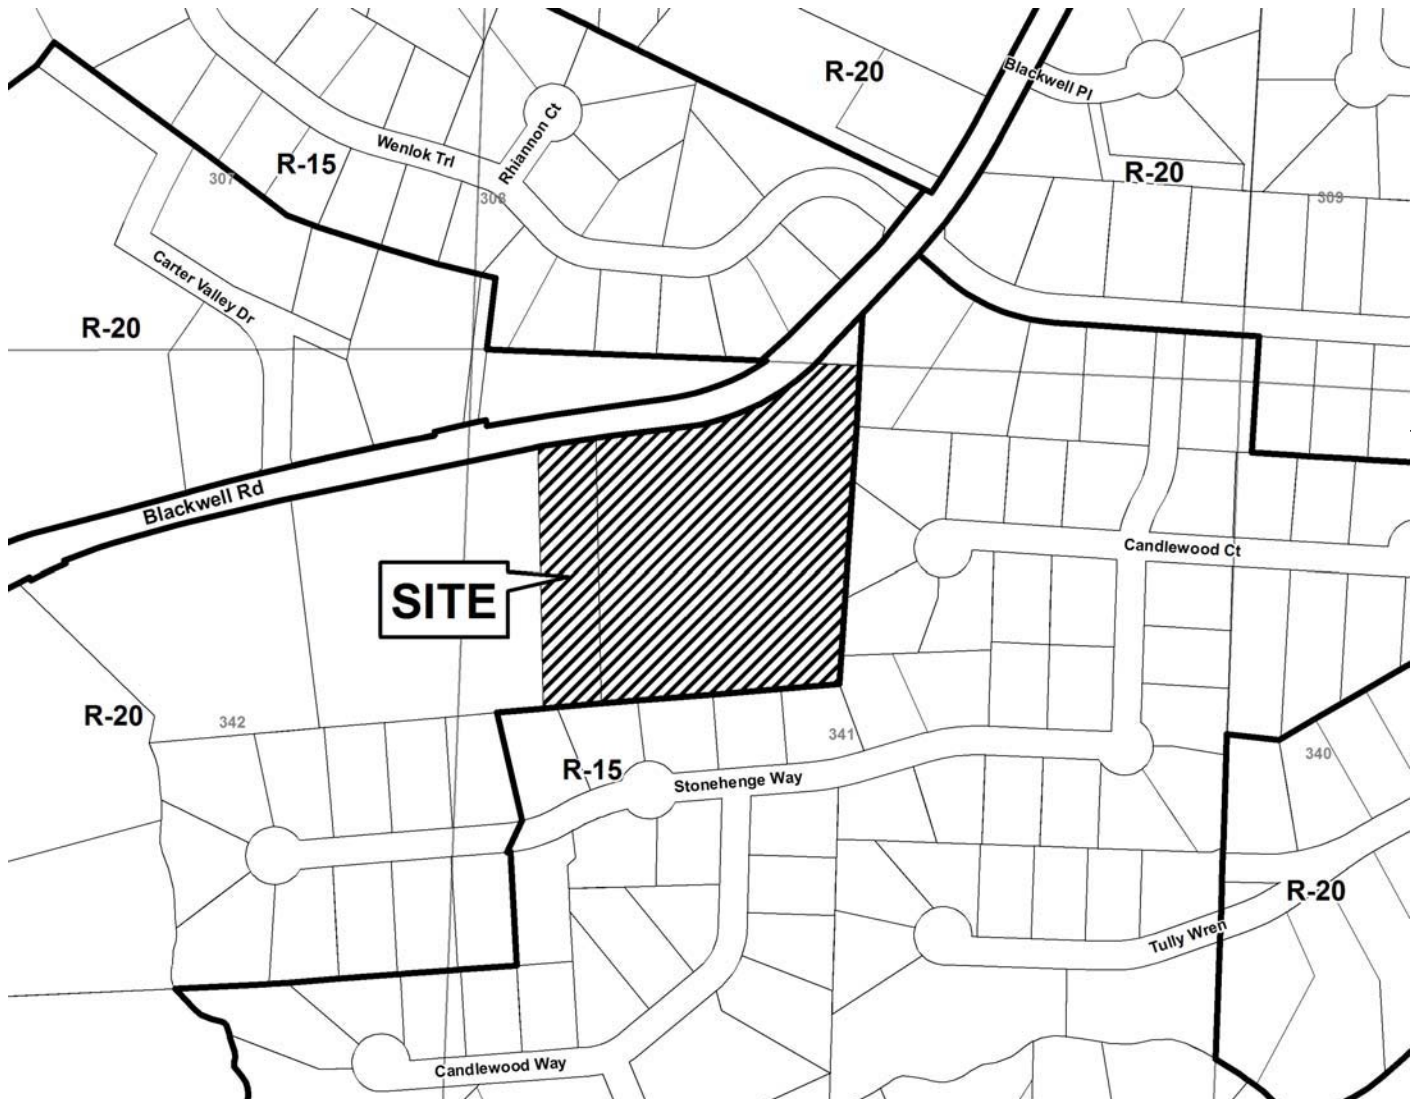 R-20
Blackwell Pl
Rhiannon Ct
Wenlok Trl
R-15
307
R-20
308
309
Carter Valley Dr
R-20
Blackwell Rd
Candlewood Ct
SITE
R-20
342
341
340
R-15
Stonehenge Way
R-20
Tully Wren
Candlewood Way